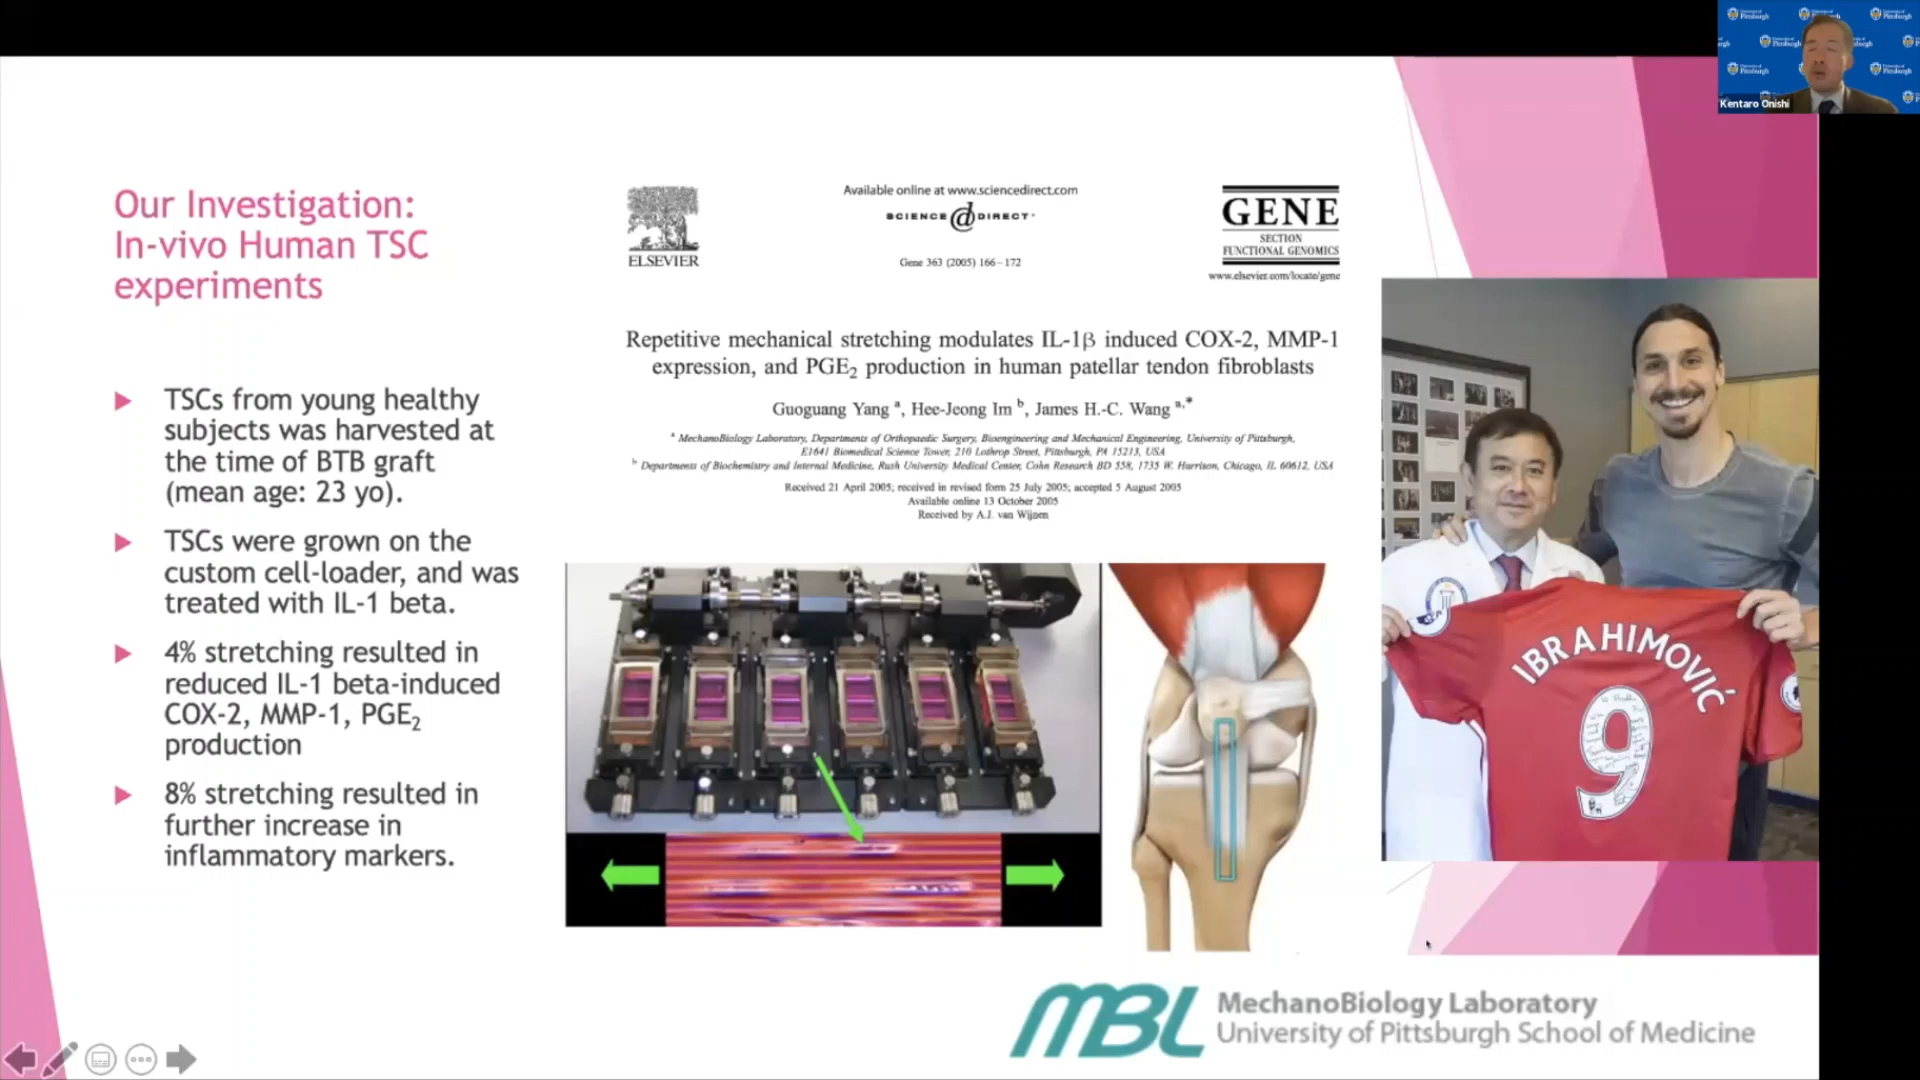 Our Investigation:
In-vivo Human TSC
experiments
TSCs from young healthy
subjects was harvested at
the time of BTB graft
(mean age: 23 yo).
TSCs were grown on the
custom cell-loader, and was
treated with IL-1 beta.
4% stretching resulted in
reduced IL-1 beta-induced
COX-2, MMP-1, PGE2
production
8% stretching resulted in
further increase in
inflammatory markers.
ELSEVIER
Available online at www.sciencedirect.com
SCIENCE @ DIRECT®
Gene 363 (2005) 166–172
GENE
SECTION
FUNCTIONAL GENOMICS
www.elsevier.com/locate/gene
Repetitive mechanical stretching modulates IL-1β induced COX-2, MMP-1
expression, and PGE2 production in human patellar tendon fibroblasts
Guoguang Yang a, Hee-Jeong Im b, James H.-C. Wang a,*
a MechanoBiology Laboratory, Departments of Orthopaedic Surgery, Bioengineering and Mechanical Engineering, University of Pittsburgh,
E1641 Biomedical Science Tower, 210 Lothrop Street, Pittsburgh, PA 15213, USA
b Departments of Biochemistry and Internal Medicine, Rush University Medical Center, Cohn Research BD 558, 1735 W. Harrison, Chicago, IL 60612, USA
Received 21 April 2005; received in revised form 25 July 2005; accepted 5 August 2005
Available online 13 October 2005
Received by A.J. van Wijnen
IBRAHIMOVIĆ
9
MBL
MechanoBiology Laboratory
University of Pittsburgh School of Medicine
University of Pittsburgh
Kentaro Onishi